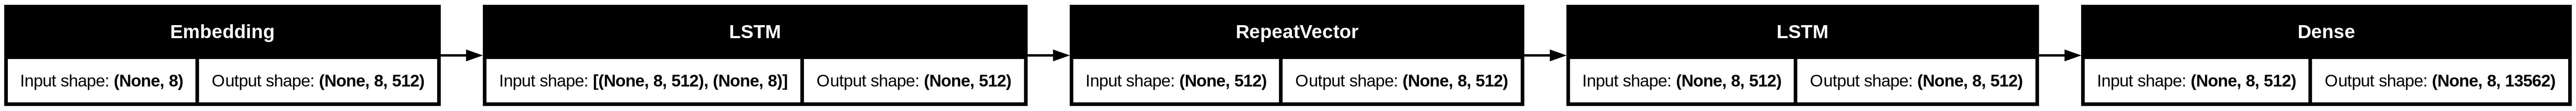 Embedding
Input shape: (None, 8)
Output shape: (None, 8, 512)
LSTM
Input shape: [(None, 8, 512), (None, 8)]
Output shape: (None, 512)
RepeatVector
Input shape: (None, 512)
Output shape: (None, 8, 512)
LSTM
Input shape: (None, 8, 512)
Output shape: (None, 8, 512)
Dense
Input shape: (None, 8, 512)
Output shape: (None, 8, 13562)